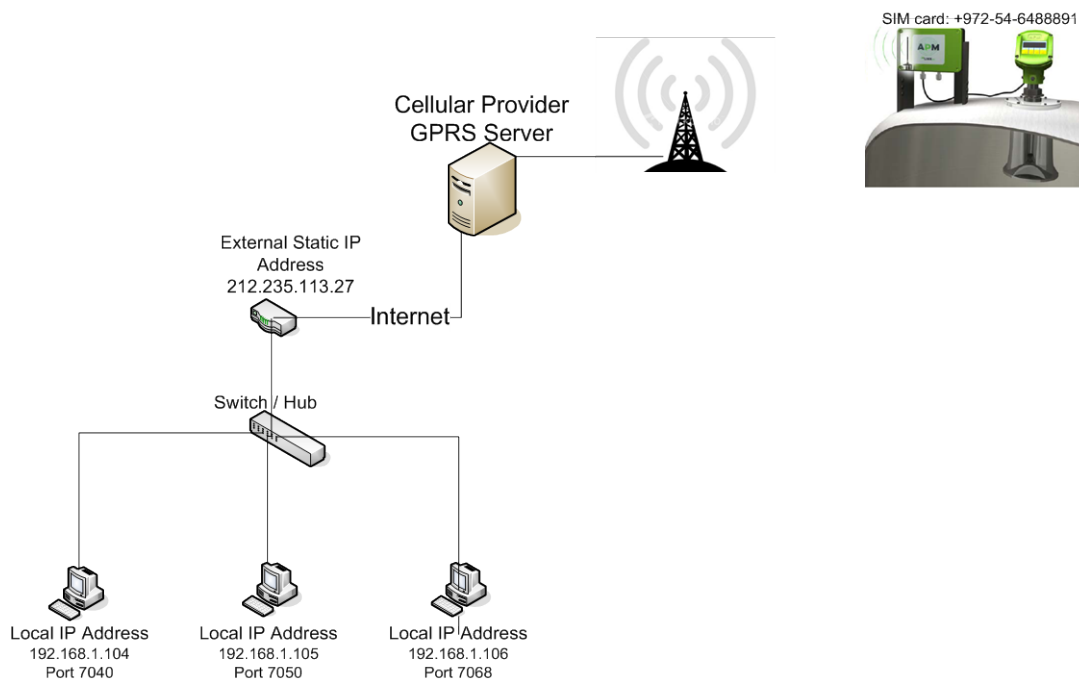 SIM card: +972-54-6488891
APM
Cellular Provider
GPRS Server
External Static IP
Address
212.235.113.27
Internet
Switch / Hub
Local IP Address
192.168.1.104
Port 7040
Local IP Address
192.168.1.105
Port 7050
Local IP Address
192.168.1.106
Port 7068